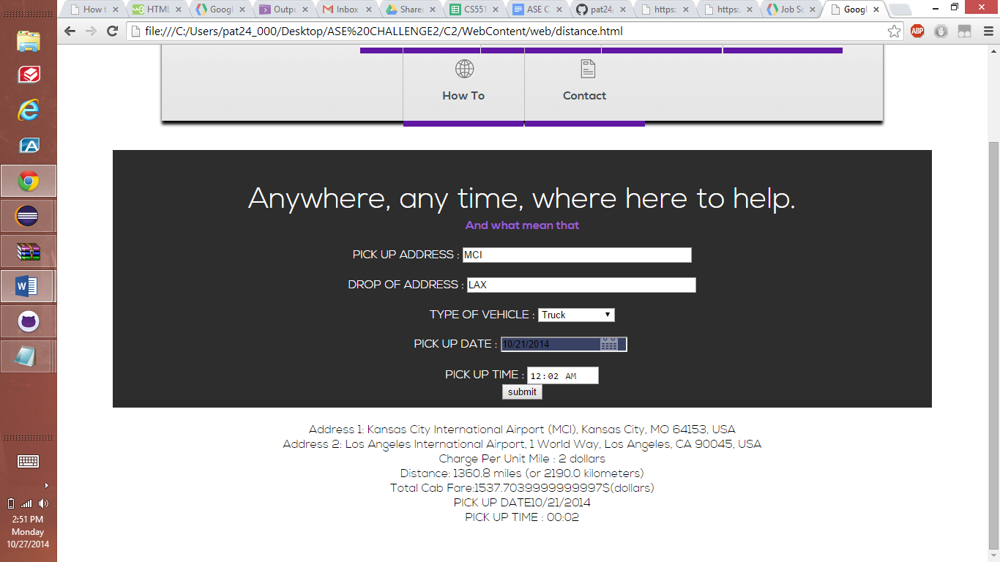 How t
HTML
Googl
Outpu
Inbox
Share
CS551
ASE C
pat24
https:
https:
Job Sc
Googl
file:///C:/Users/pat24_000/Desktop/ASE%20CHALLENGE2/C2/WebContent/web/distance.html
ABP
How To
Contact
Anywhere, any time, where here to help.
And what mean that
PICK UP ADDRESS : MCI
DROP OF ADDRESS : LAX
TYPE OF VEHICLE : Truck
PICK UP DATE : 10/21/2014
PICK UP TIME : 12:02 AM
submit
Address 1: Kansas City International Airport (MCI), Kansas City, MO 64153, USA
Address 2: Los Angeles International Airport, 1 World Way, Los Angeles, CA 90045, USA
Charge Per Unit Mile : 2 dollars
Distance: 1360.8 miles (or 2190.0 kilometers)
Total Cab Fare:1537.7039999999997$(dollars)
PICK UP DATE10/21/2014
PICK UP TIME : 00:02
2:51 PM
Monday
10/27/2014